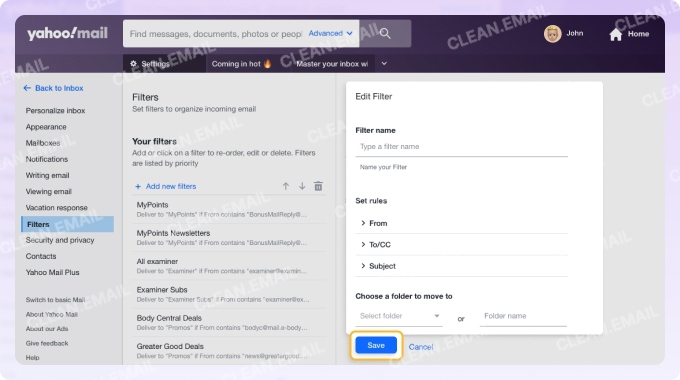 yahoo!mail
Find messages, documents, photos or peopl
Advanced
John
Home
Settings
Coming in hot 🔥
Master your inbox wi
Back to Inbox
Personalize inbox
Appearance
Mailboxes
Notifications
Writing email
Viewing email
Vacation response
Filters
Security and privacy
Contacts
Yahoo Mail Plus
Switch to basic Mail
About Yahoo Mail
About our Ads
Give feedback
Help
Filters
Set filters to organize incoming email
Your filters
Add or click on a filter to re-order, edit or delete. Filters
are listed by priority
+ Add new filters
MyPoints
Deliver to "MyPoints" if From contains "BonusMailReply@...
MyPoints Newsletters
Deliver to "MyPoints" if From contains "BonusMailReply@...
All examiner
Deliver to "Examiner" if From contains "examiner@examin...
Examiner Subs
Deliver to "Examiner Subs" if From contains "examiner@ex...
Body Central Deals
Deliver to "Promos" if From contains "bodyc@mail.e-body...
Greater Good Deals
Deliver to "Promos" if From contains "news@greatergood....
Edit Filter
Filter name
Type a filter name
Name your Filter
Set rules
From
To/CC
Subject
Choose a folder to move to
Select folder
or
Folder name
Save
Cancel
CLEAN.EMAIL